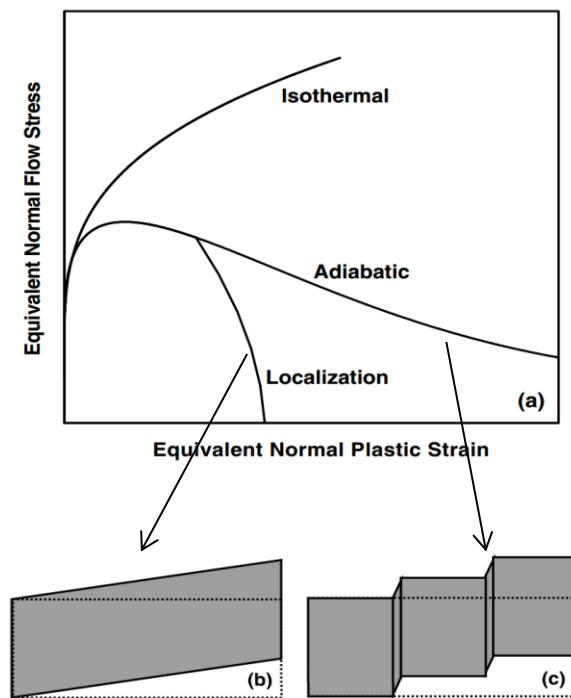 Equivalent Normal Flow Stress
Isothermal
Adiabatic
Localization
(a)
Equivalent Normal Plastic Strain
(b)
(c)